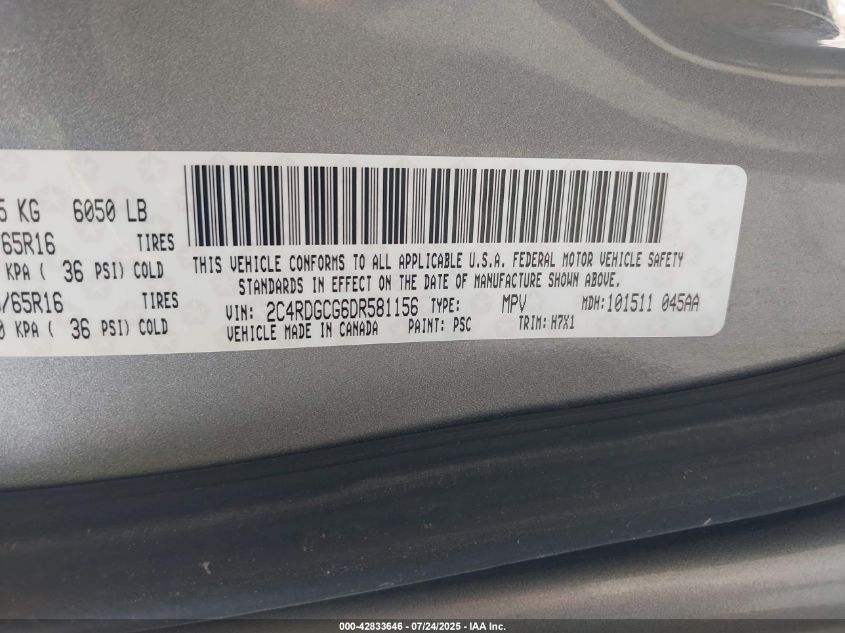 5 KG 6050 LB
/65R16 TIRES
KPA ( 36 PSI) COLD
/65R16 TIRES
0 KPA ( 36 PSI) COLD
THIS VEHICLE CONFORMS TO ALL APPLICABLE U.S.A. FEDERAL MOTOR VEHICLE SAFETY
STANDARDS IN EFFECT ON THE DATE OF MANUFACTURE SHOWN ABOVE.
VIN: 2C4RDGCG6DR581156 TYPE: MPV MDH:101511 045AA
VEHICLE MADE IN CANADA PAINT: PSC TRIM: H7X1
000-42833646 - 07/24/2025 - IAA Inc.